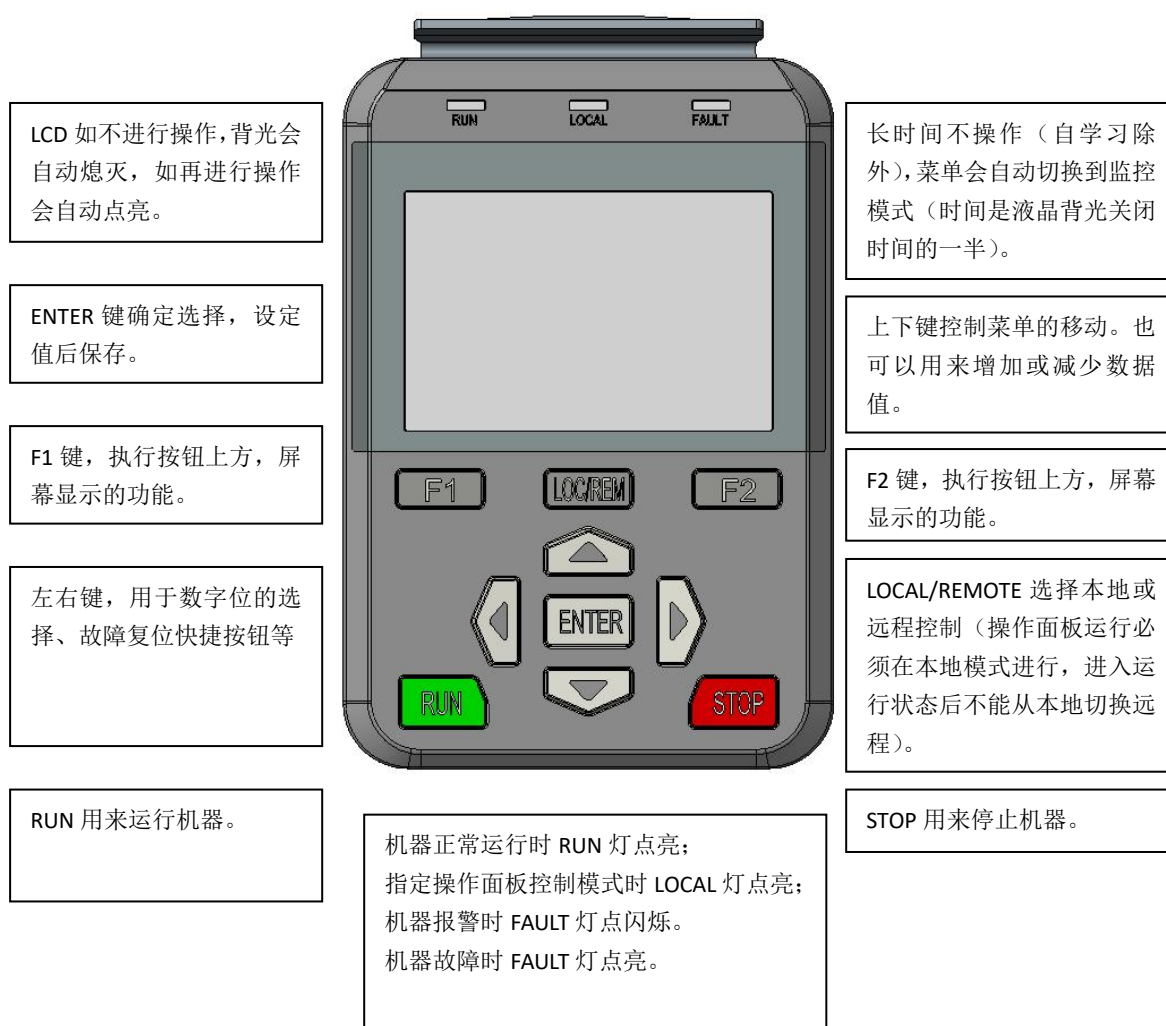 LCD 如不进行操作，背光会
自动熄灭，如再进行操作
会自动点亮。
ENTER 键确定选择，设定
值后保存。
F1 键，执行按钮上方，屏
幕显示的功能。
左右键，用于数字位的选
择、故障复位快捷按钮等
RUN 用来运行机器。
RUN
LOCAL
FAULT
F1
LOC/REM
F2
ENTER
RUN
STOP
机器正常运行时 RUN 灯点亮；
指定操作面板控制模式时 LOCAL 灯点亮；
机器报警时 FAULT 灯点闪烁。
机器故障时 FAULT 灯点亮。
长时间不操作（自学习除
外），菜单会自动切换到监控
模式（时间是液晶背光关闭
时间的一半）。
上下键控制菜单的移动。也
可以用来增加或减少数据
值。
F2 键，执行按钮上方，屏幕
显示的功能。
LOCAL/REMOTE 选择本地或
远程控制（操作面板运行必
须在本地模式进行，进入运
行状态后不能从本地切换远
程）。
STOP 用来停止机器。